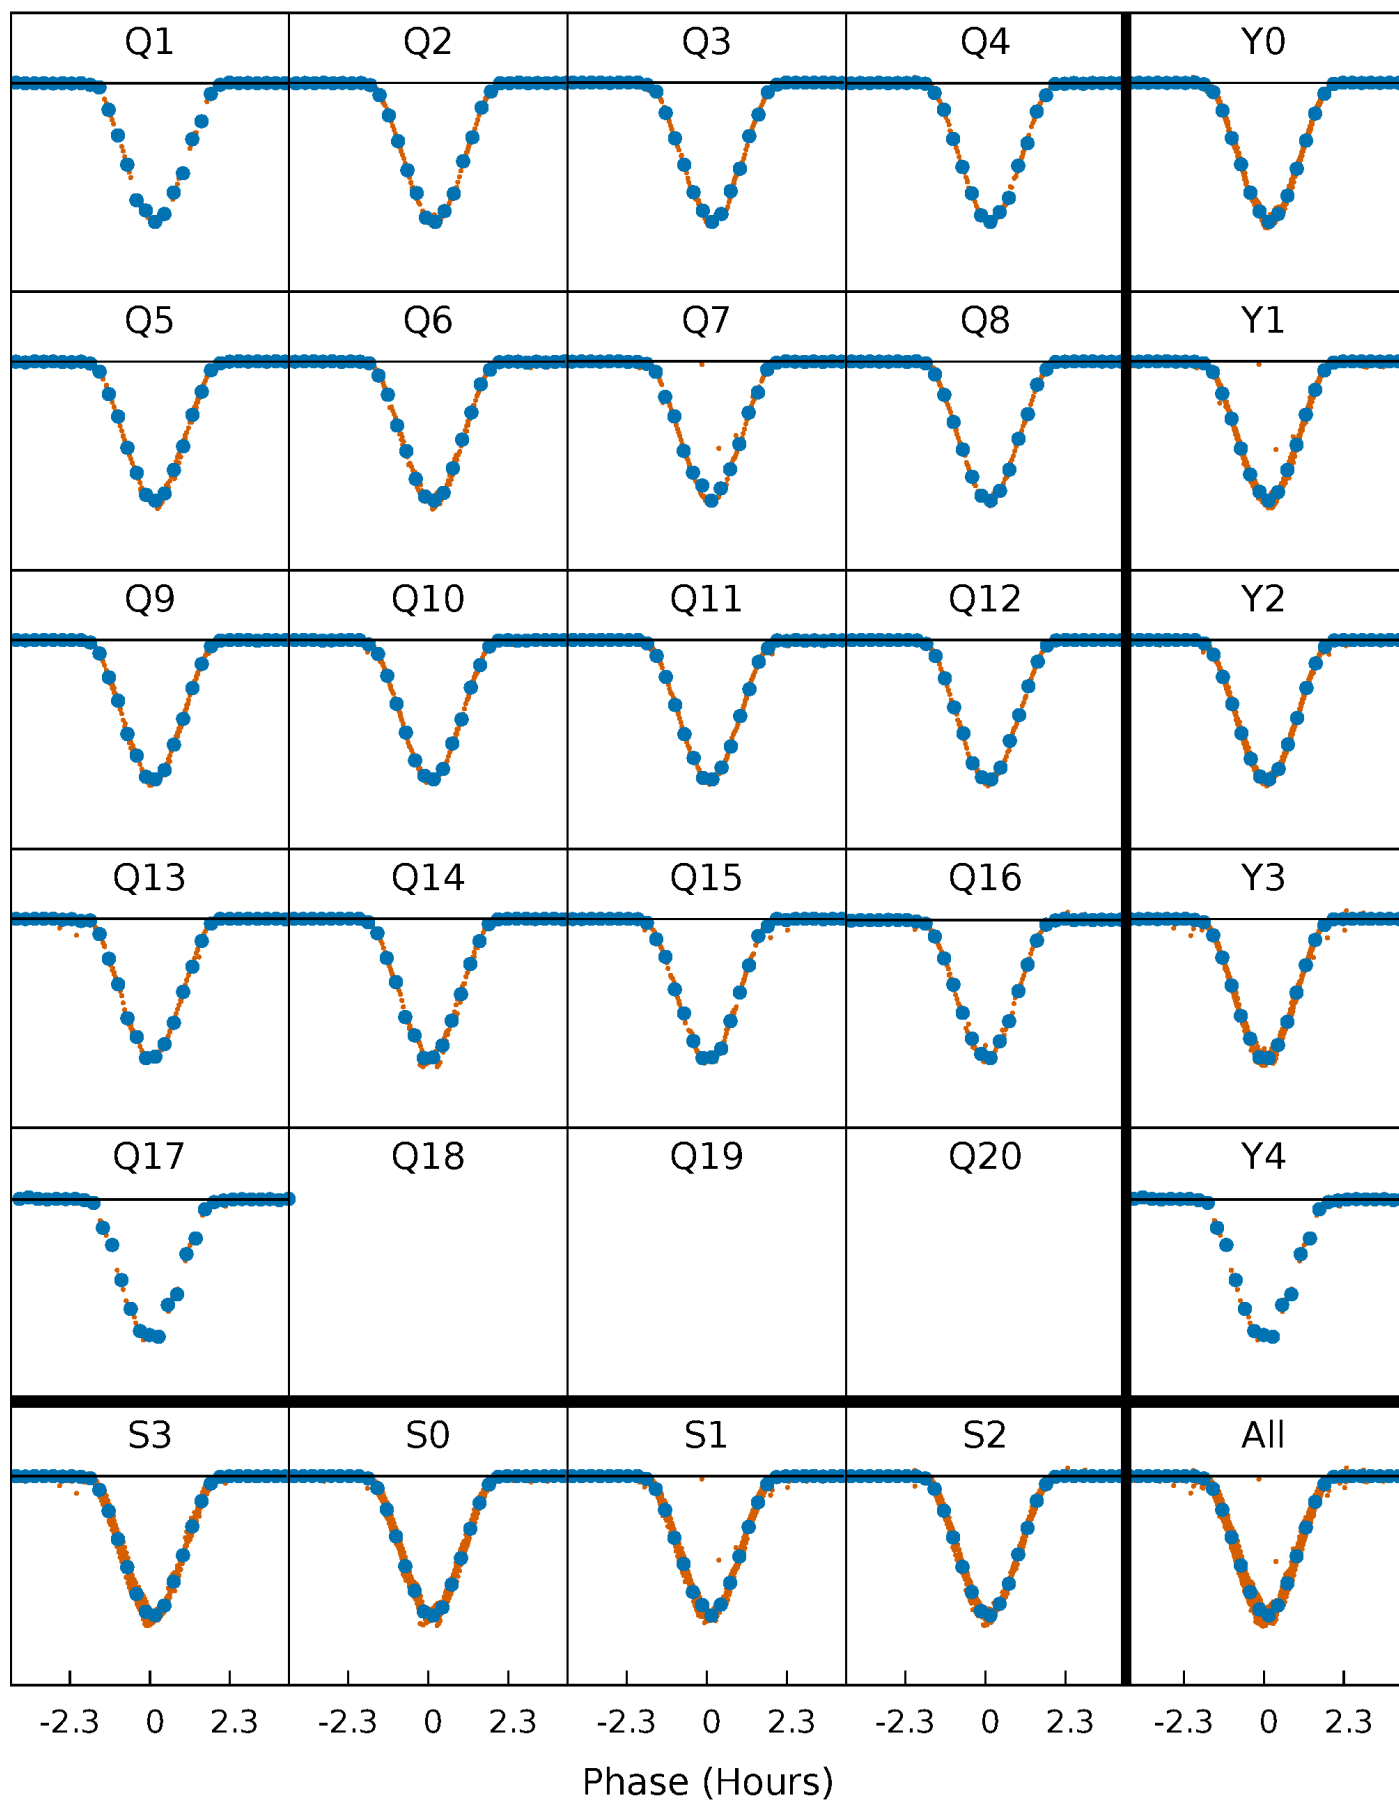 Q1 Q2 Q3 Q4 Y0
Q5 Q6 Q7 Q8 Y1
Q9 Q10 Q11 Q12 Y2
Q13 Q14 Q15 Q16 Y3
Q17 Q18 Q19 Q20 Y4
S3 S0 S1 S2 All
-2.3 0 2.3 -2.3 0 2.3 -2.3 0 2.3 -2.3 0 2.3 -2.3 0 2.3
Phase (Hours)